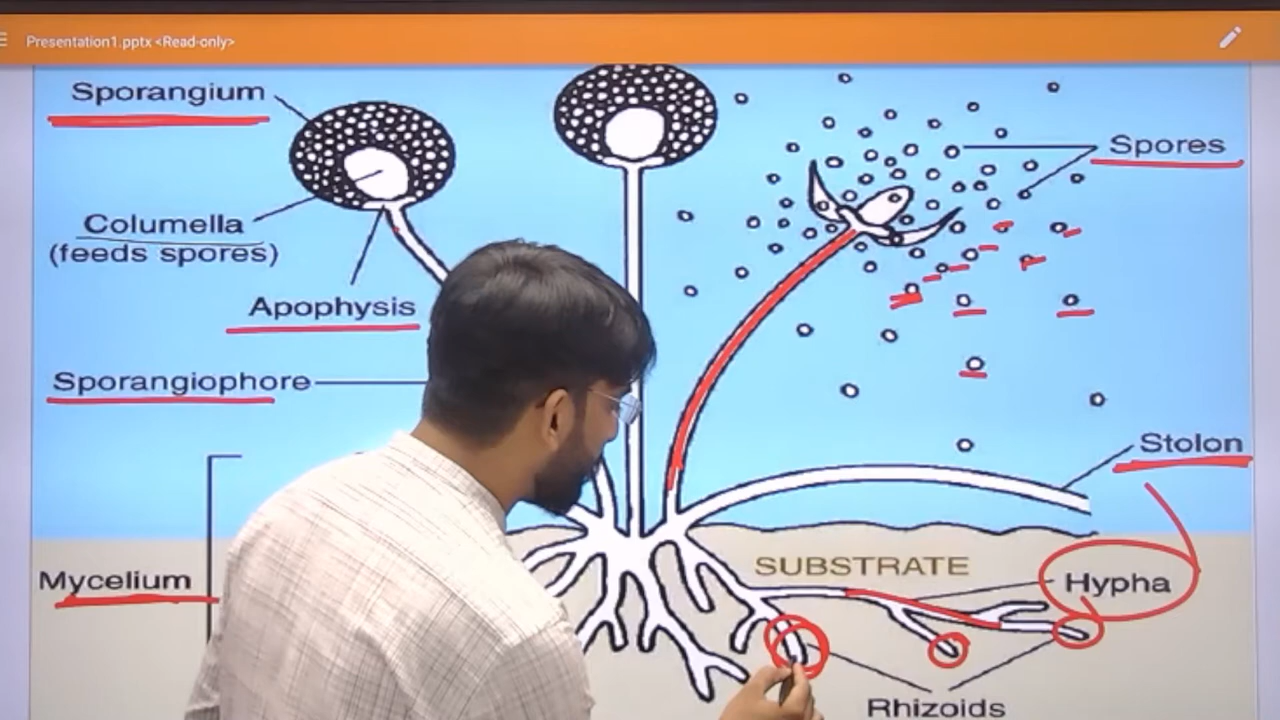 Presentation1.pptx <Read-only>
Sporangium
Spores
Columella
(feeds spores)
Apophysis
Sporangiophore
Stolon
SUBSTRATE
Mycelium
Hypha
Rhizoids